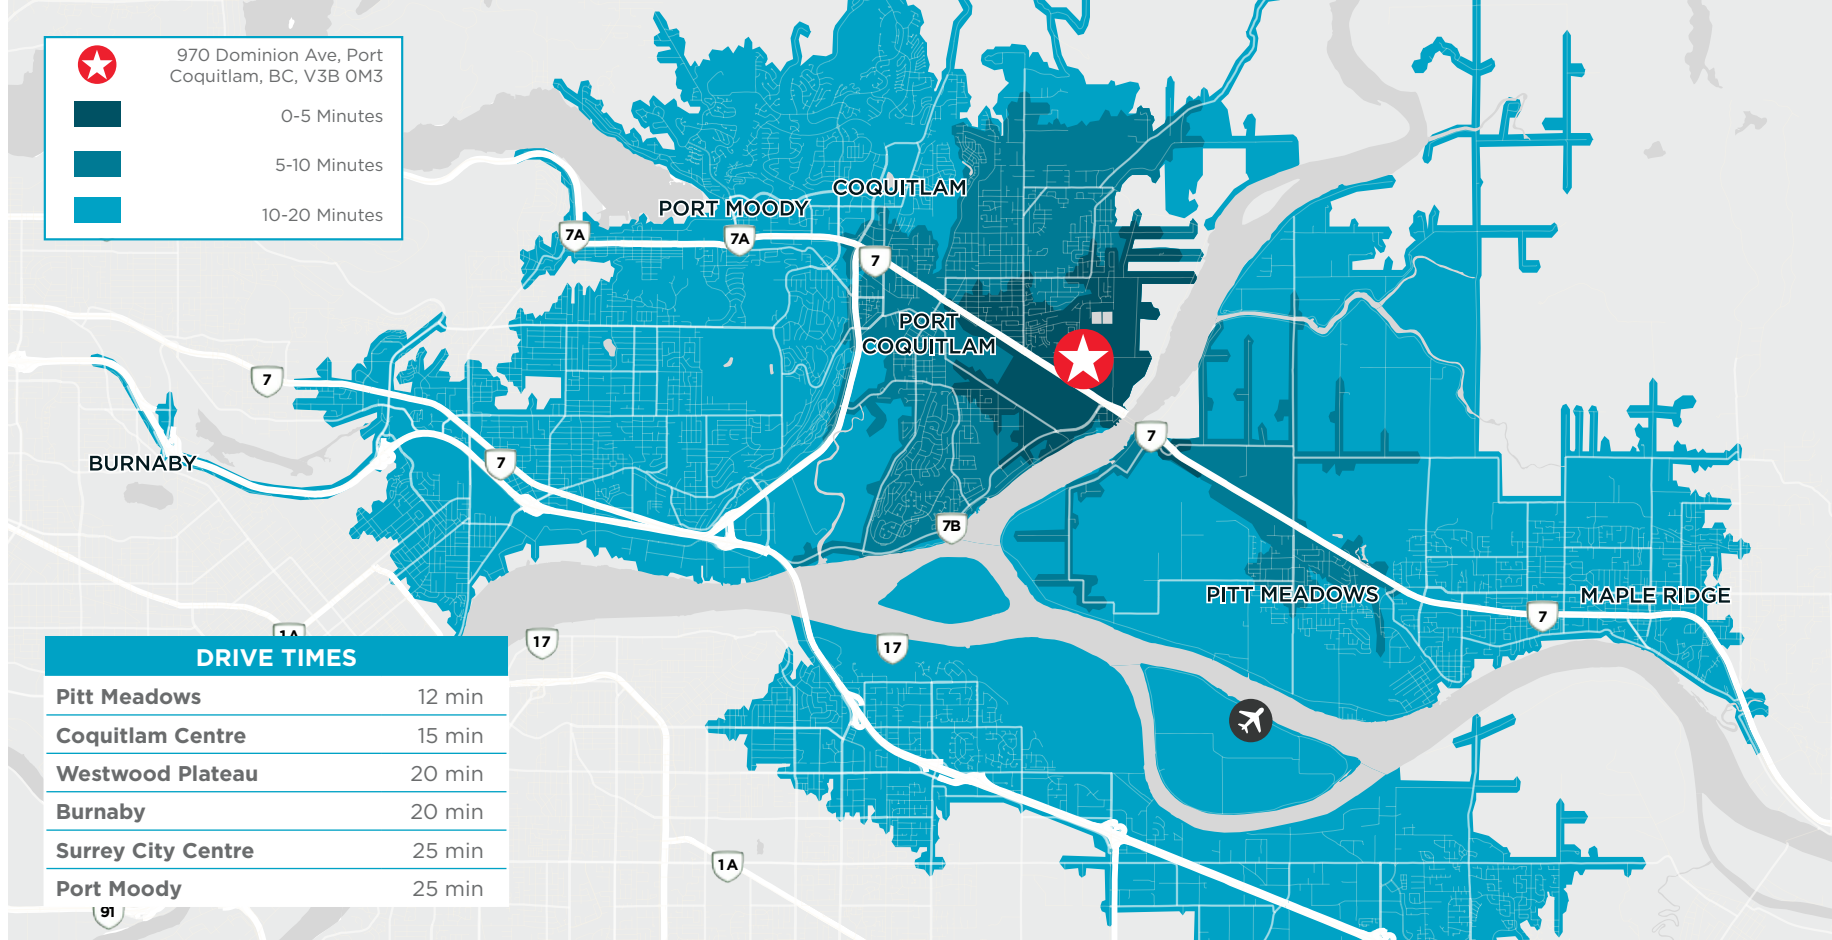 970 Dominion Ave, Port
Coquitlam, BC, V3B 0M3
0-5 Minutes
5-10 Minutes
10-20 Minutes
COQUITLAM
PORT MOODY
7A
7A
7
PORT
COQUITLAM
7
7
7
BURNABY
7B
PITT MEADOWS
MAPLE RIDGE
7
1A
17
17
DRIVE TIMES
Pitt Meadows 12 min
Coquitlam Centre 15 min
Westwood Plateau 20 min
Burnaby 20 min
Surrey City Centre 25 min
Port Moody 25 min
1A
91